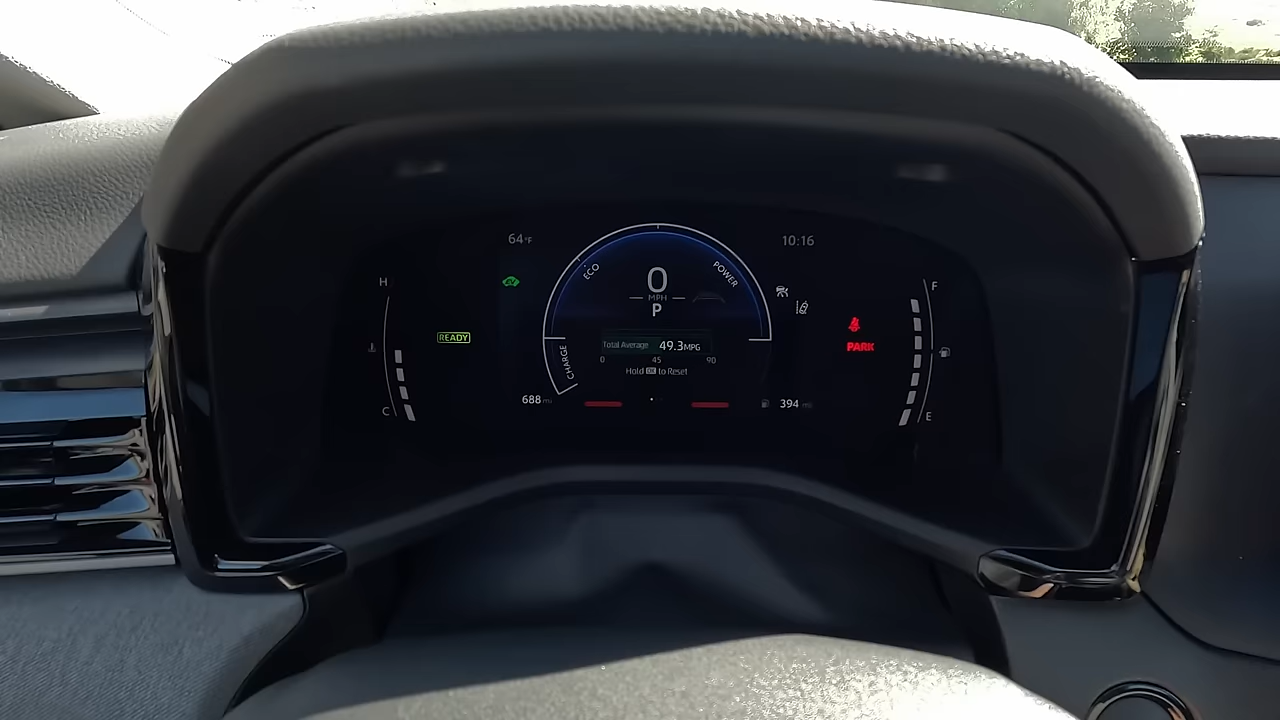 64°F
10:16
H
EV
ECO
POWER
F
0
MPH
P
READY
PARK
Total Average 49.3MPG
0 45 90
CHARGE
Hold OK to Reset
688 mi
394 mi
C
E